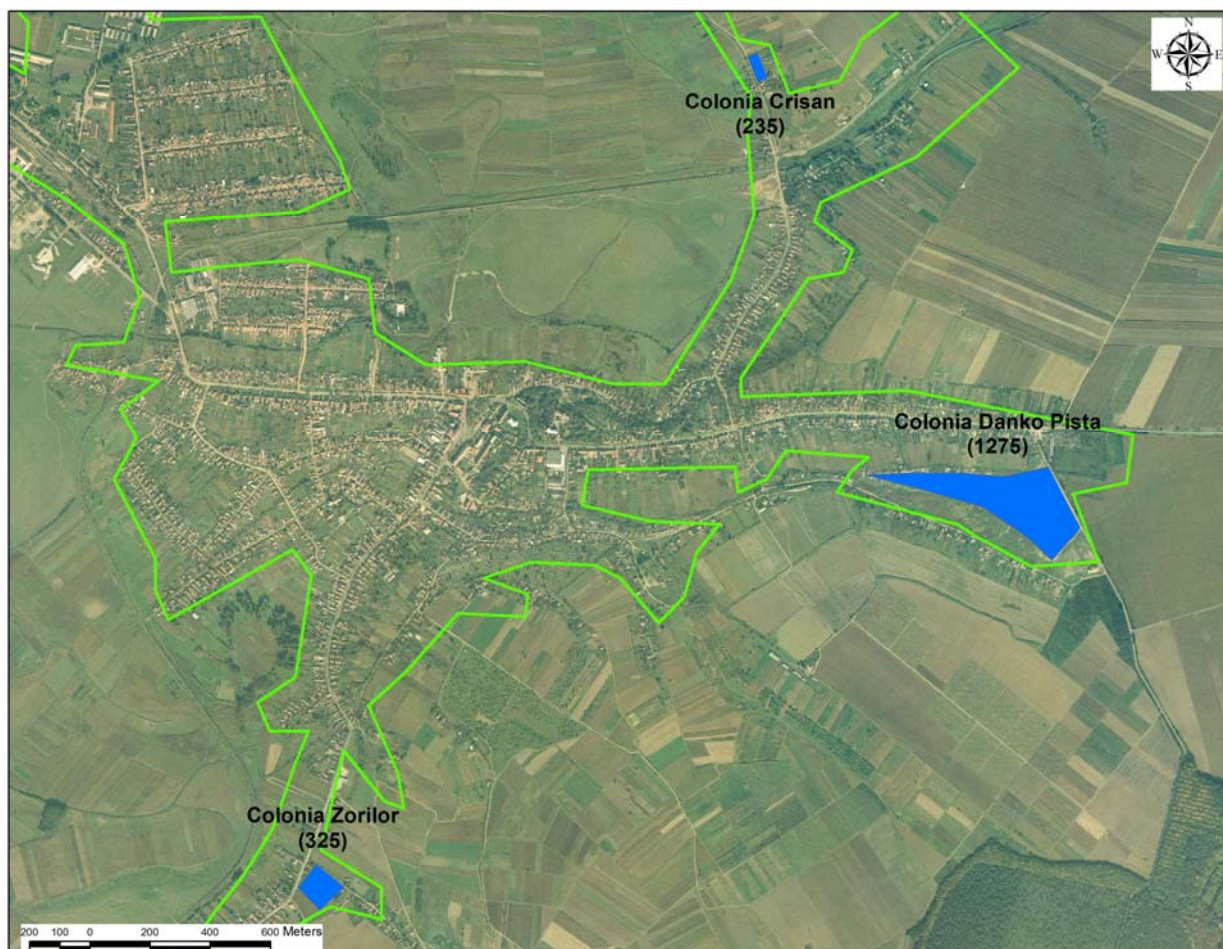 N
W E
S
Colonia Crisan
(235)
Colonia Danko Pista
(1275)
Colonia Zorilor
(325)
200 100 0 200 400 600 Meters